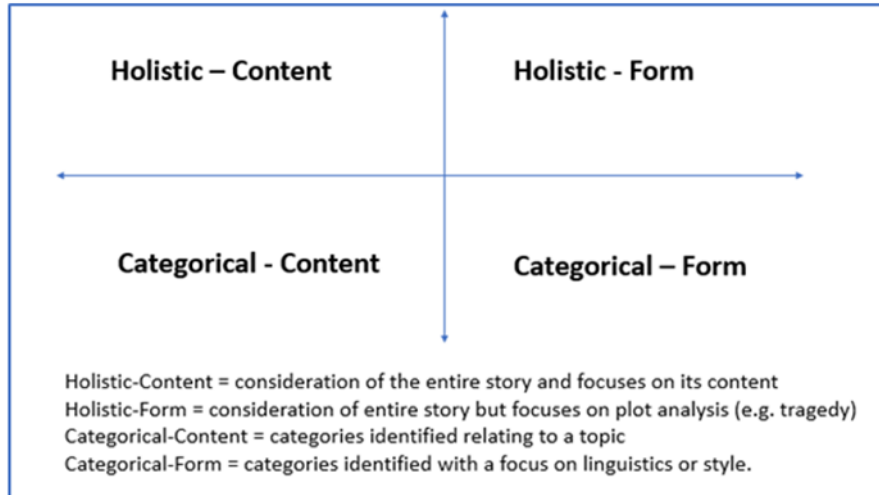 Holistic – Content
Holistic - Form
Categorical - Content
Categorical – Form
Holistic-Content = consideration of the entire story and focuses on its content
Holistic-Form = consideration of entire story but focuses on plot analysis (e.g. tragedy)
Categorical-Content = categories identified relating to a topic
Categorical-Form = categories identified with a focus on linguistics or style.